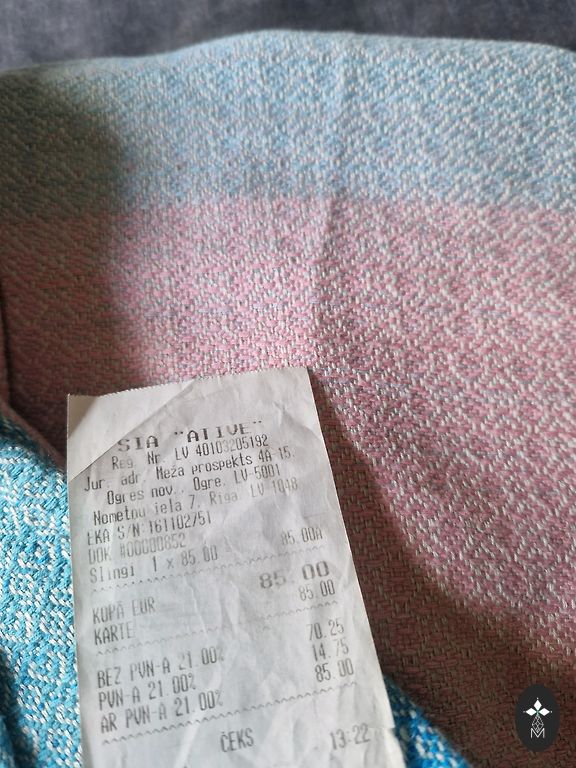 SIA "ATIVE"
Reg. Nr. LV 40103205192
Jur. adr. Meža prospekts 4A-15,
Ogres nov., Ogre, LV-5001
Nometņu iela 7, Rīga, LV-1048
EKA S/N 161102/51
DOK #00000852
Slingi 1 x 85.00 85.00A
KOPĀ EUR 85.00
KARTE 85.00
BEZ PVN-A 21.00% 70.25
PVN-A 21.00% 14.75
AR PVN-A 21.00% 85.00
ČEKS 13:22
M